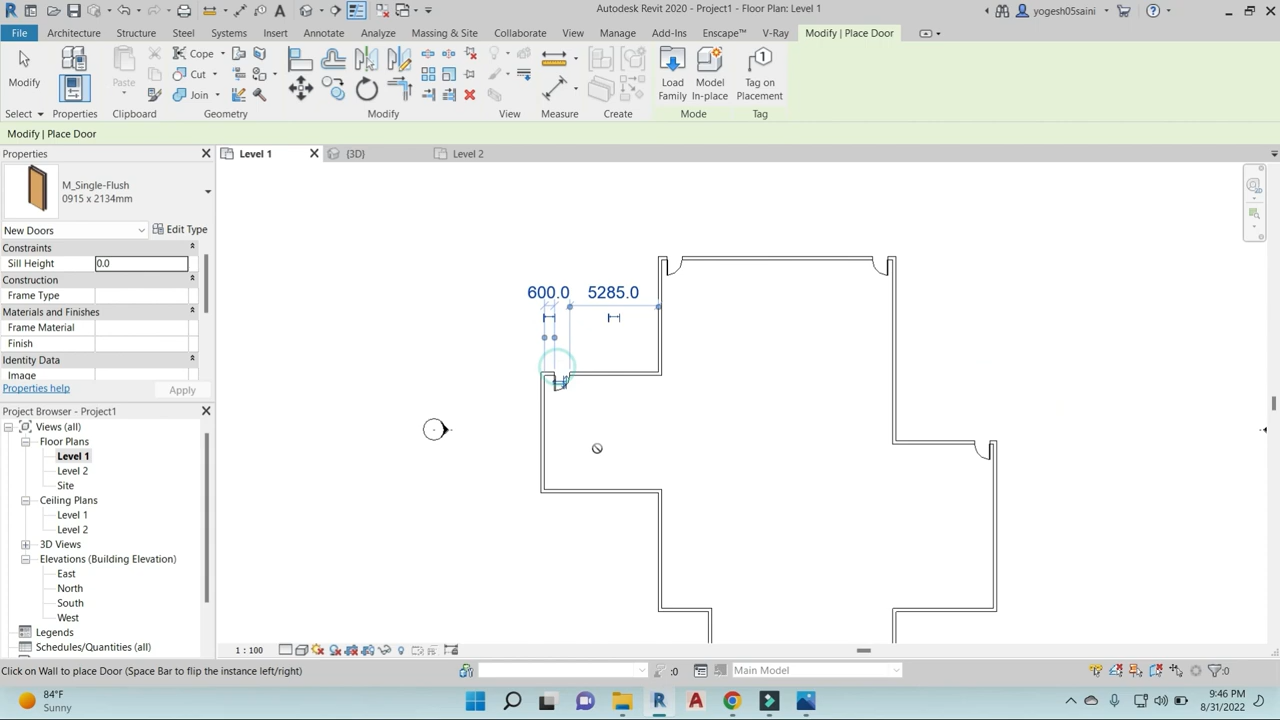 Autodesk Revit 2020 - Project1 - Floor Plan: Level 1
yogesh05saini
File Architecture Structure Steel Systems Insert Annotate Analyze Massing & Site Collaborate View Manage Add-Ins Enscape™ V-Ray Modify | Place Door
Modify
Paste
Cope
Cut
Join
Load Family
Model In-place
Tag on Placement
Select Properties Clipboard Geometry Modify View Measure Create Mode Tag
Modify | Place Door
Properties
Level 1 {3D} Level 2
M_Single-Flush
0915 x 2134mm
New Doors
Edit Type
Constraints
Sill Height 0.0
Construction
Frame Type
Materials and Finishes
Frame Material
Finish
Identity Data
Properties help
Apply
600.0 5285.0
Project Browser - Project1
Views (all)
Floor Plans
Level 1
Level 2
Site
Ceiling Plans
Level 1
Level 2
3D Views
Elevations (Building Elevation)
East
North
South
West
Legends
Schedules/Quantities (all)
1 : 100
Click on Wall to place Door (Space Bar to flip the instance left/right)
:0
Main Model
:0
84°F
Sunny
9:46 PM
8/31/2022